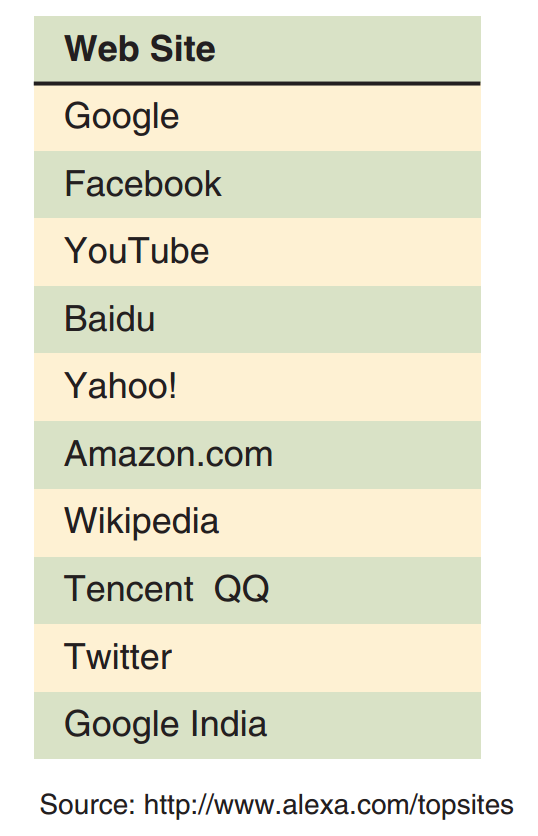 Web Site
Google
Facebook
YouTube
Baidu
Yahoo!
Amazon.com
Wikipedia
Tencent QQ
Twitter
Google India
Source: http://www.alexa.com/topsites